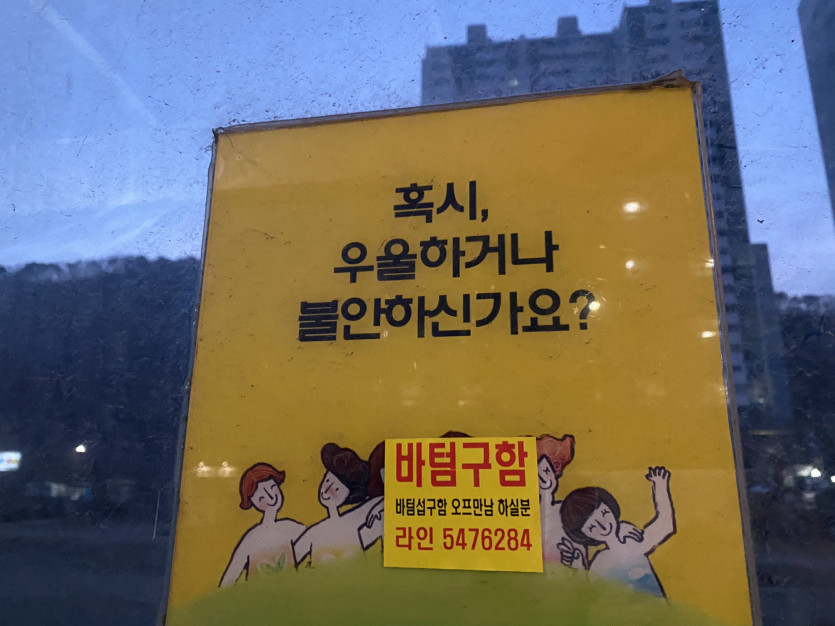 혹시,
우울하거나
불안하신가요?
바텀구함
바텀섭구함 오프만남 하실분
라인 5476284